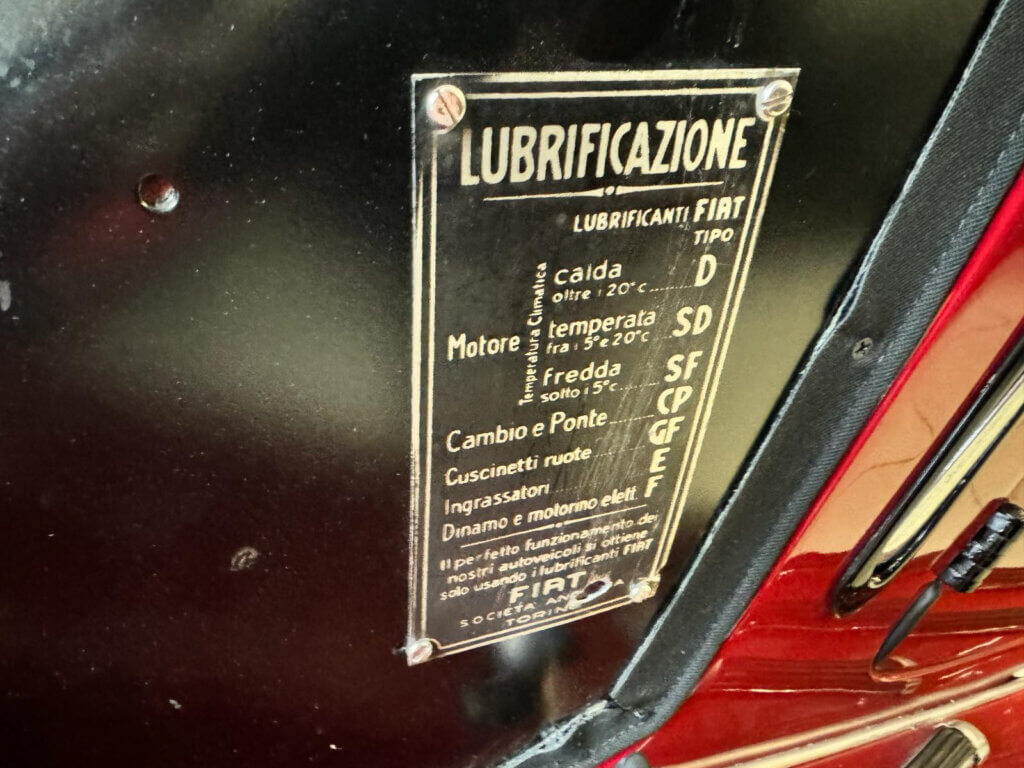 LUBRIFICAZIONE
LUBRIFICANTI FIAT
TIPO
Motore
Temperatura Climatica
calda
oltre i 20°c........ D
temperata
fra i 5° e 20°c... SD
fredda
sotto i 5°c....... SF
Cambio e Ponte........ CP
Cuscinetti ruote........ GF
Ingrassatori........ E
Dinamo e motorino elett. F
Il perfetto funzionamento dei
nostri autoveicoli si ottiene
solo usando i lubrificanti FIAT
FIAT
SOCIETÀ
TORINO